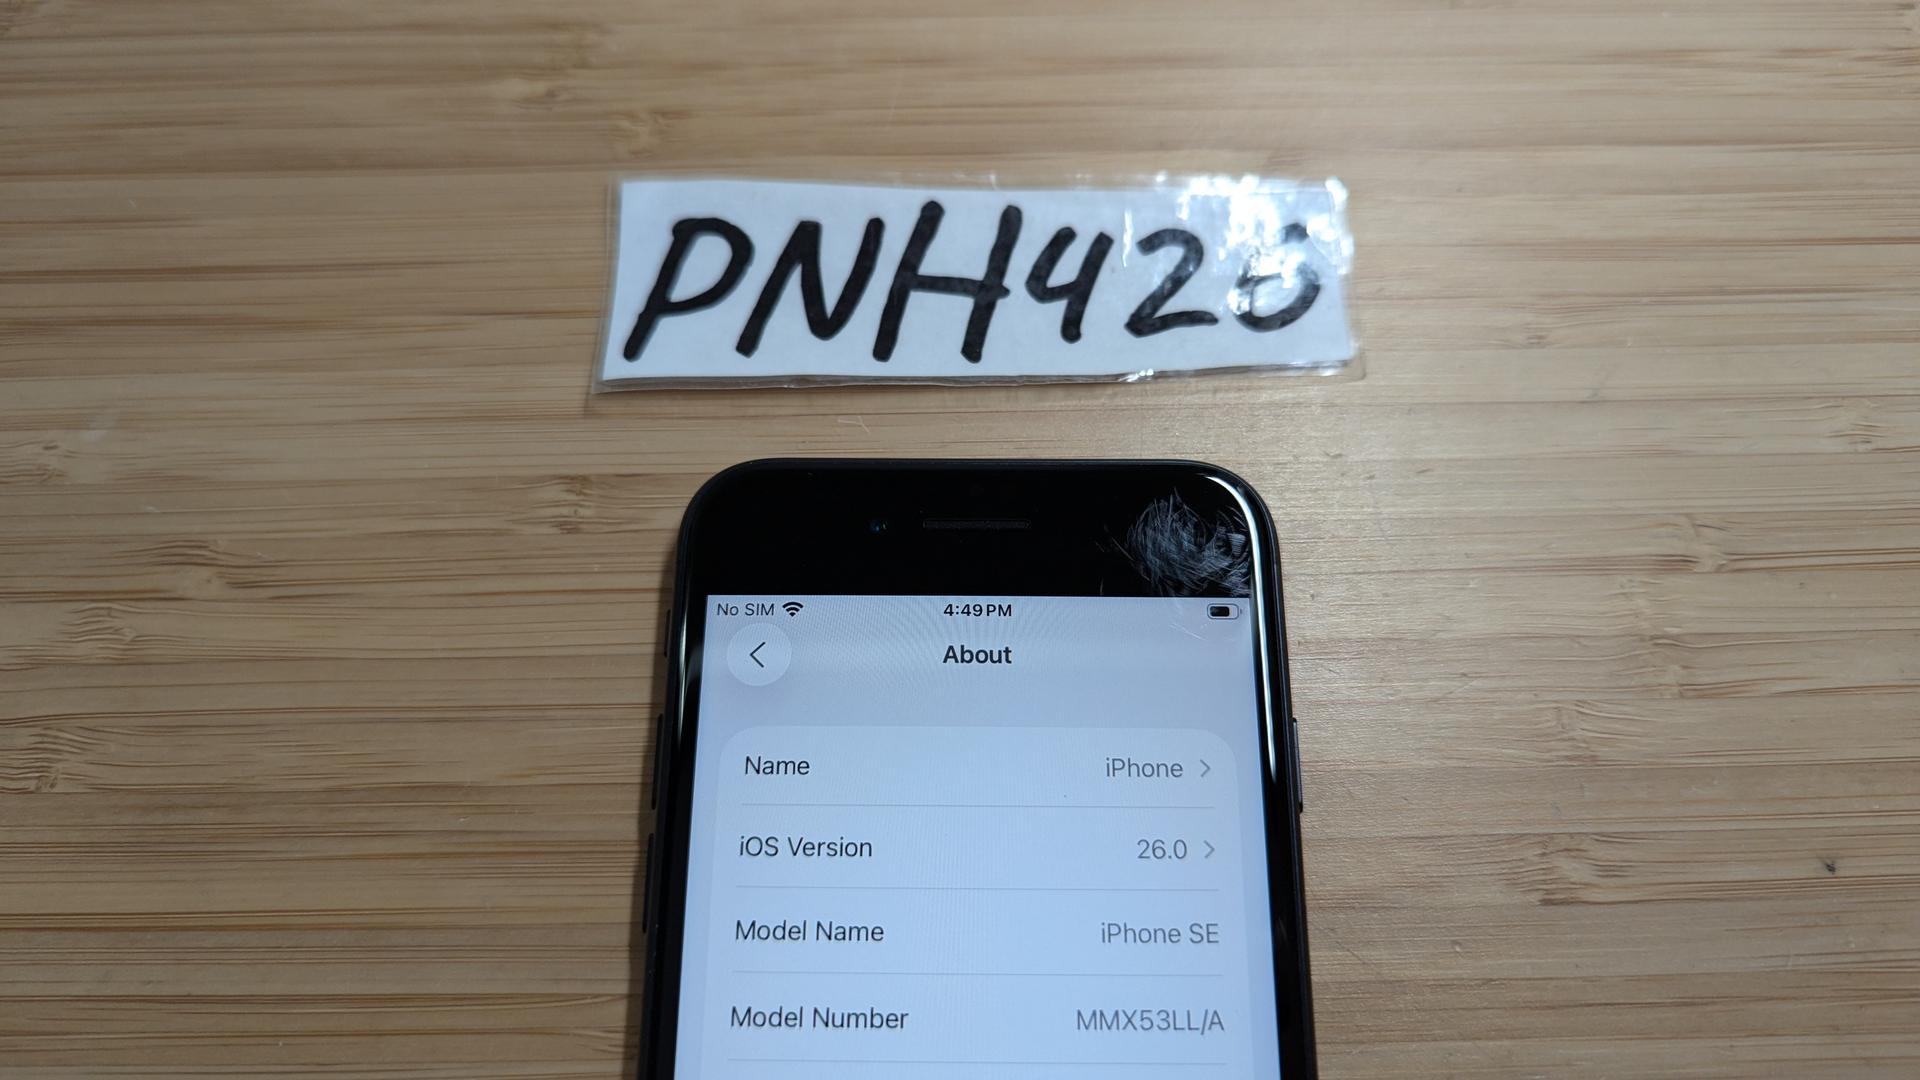 PNH428
No SIM 4:49 PM
About
Name iPhone
iOS Version 26.0
Model Name iPhone SE
Model Number MMX53LL/A